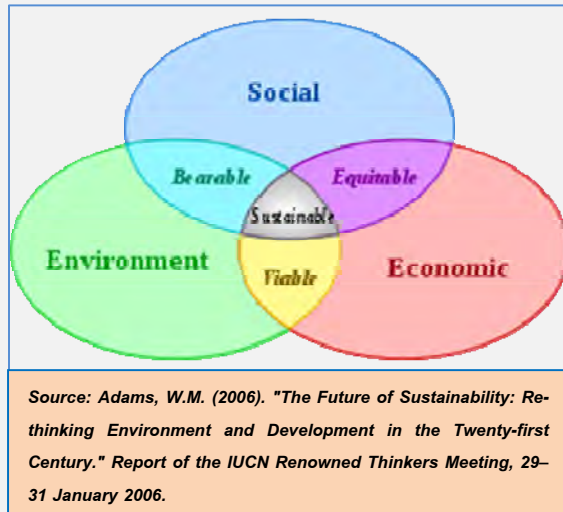 Social
Bearable
Equitable
Sustainable
Environment
Economic
Viable
Source: Adams, W.M. (2006). "The Future of Sustainability: Re-
thinking Environment and Development in the Twenty-first
Century." Report of the IUCN Renowned Thinkers Meeting, 29–
31 January 2006.